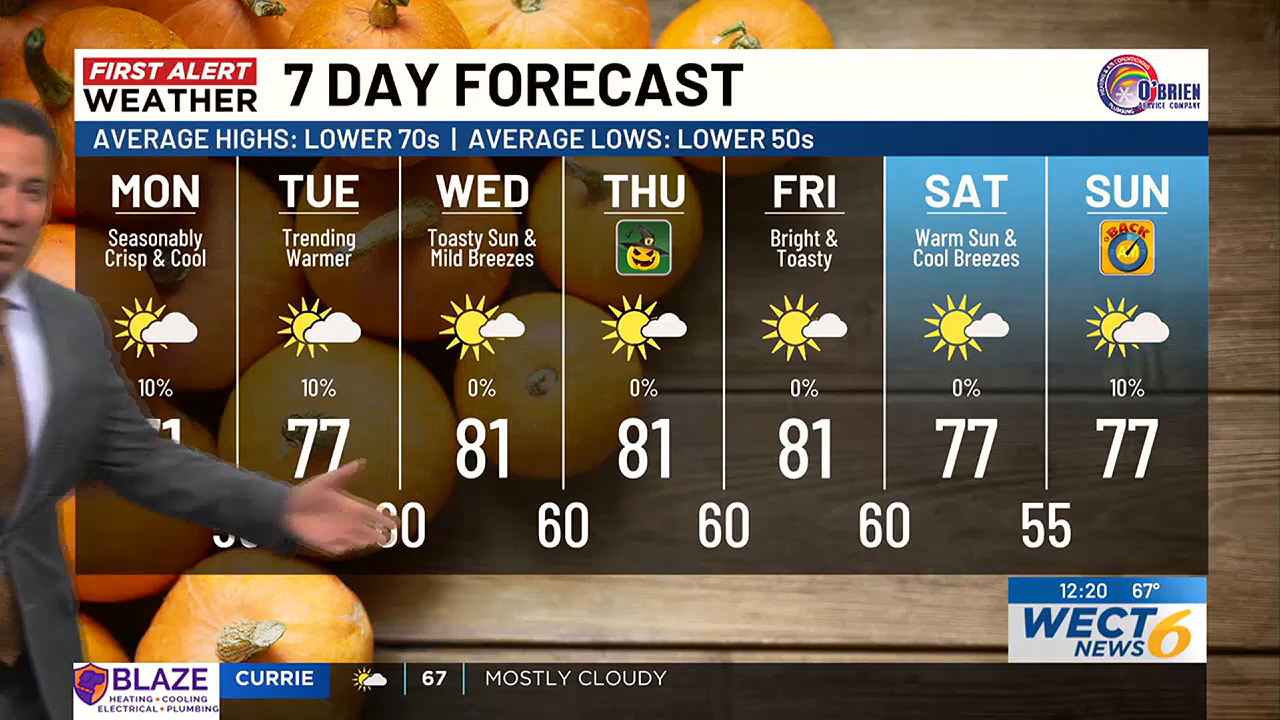 FIRST ALERT
WEATHER
7 DAY FORECAST
O'BRIEN
SERVICE COMPANY
AVERAGE HIGHS: LOWER 70s | AVERAGE LOWS: LOWER 50s
MON TUE WED THU FRI SAT SUN
Seasonably
Crisp & Cool
Trending
Warmer
Toasty Sun &
Mild Breezes
Bright &
Toasty
Warm Sun &
Cool Breezes
BACK
10% 10% 0% 0% 0% 0% 10%
77 81 81 81 77 77
60 60 60 60 55
12:20 67°
WECT
NEWS 6
BLAZE
HEATING • COOLING
ELECTRICAL • PLUMBING
CURRIE 67 MOSTLY CLOUDY